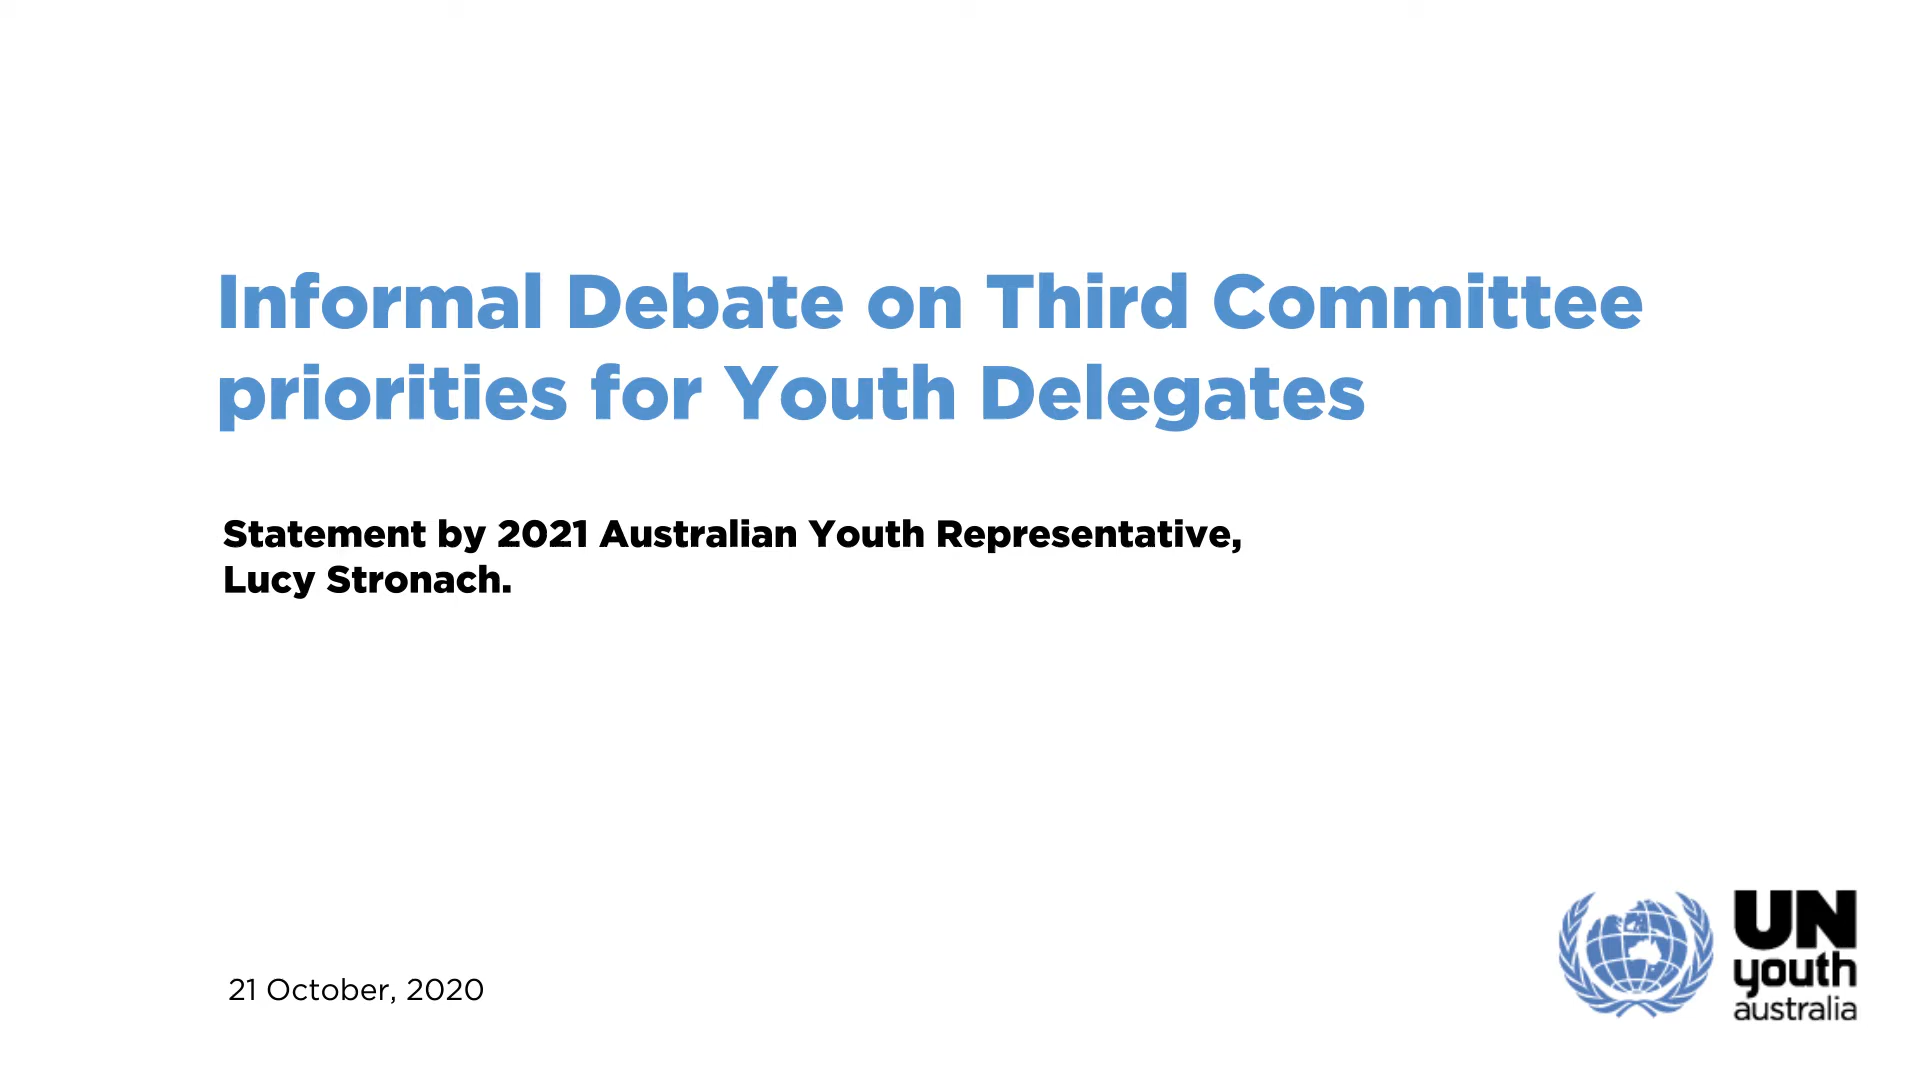 Informal Debate on Third Committee
priorities for Youth Delegates
Statement by 2021 Australian Youth Representative,
Lucy Stronach.
21 October, 2020
UN
youth
australia